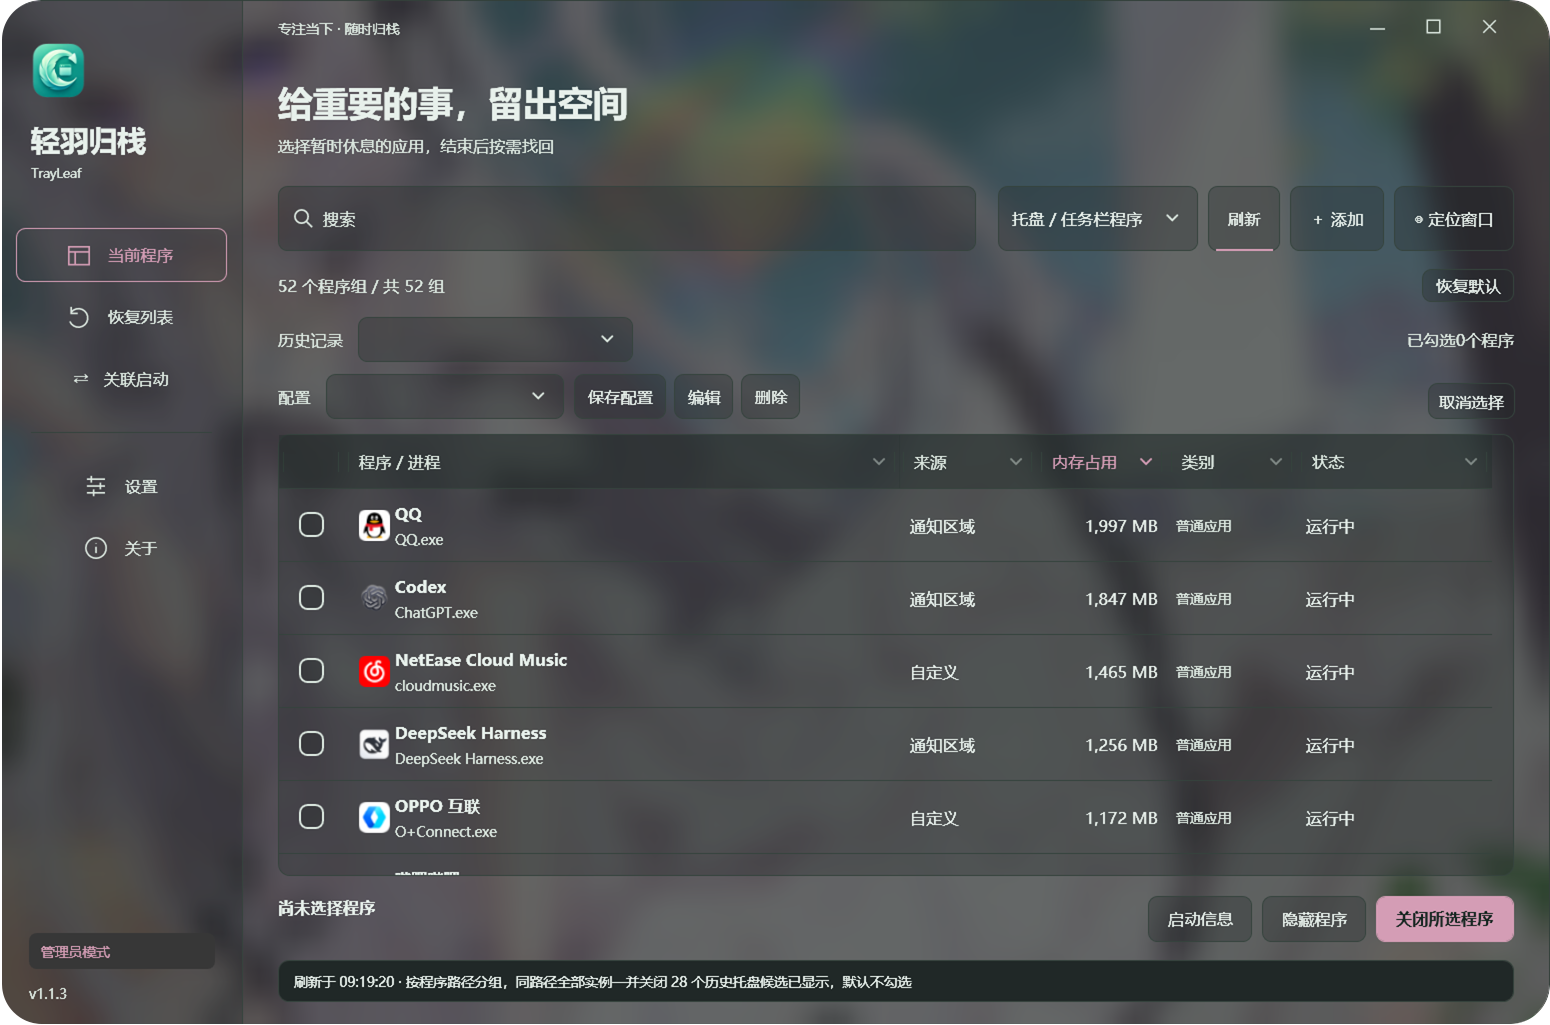 专注当下 · 随时归栈
轻羽归栈
TrayLeaf
当前程序
恢复列表
关联启动
设置
关于
管理员模式
v1.1.3
给重要的事，留出空间
选择暂时休息的应用，结束后按需找回
搜索
托盘 / 任务栏程序
刷新
+ 添加
定位窗口
52 个程序组 / 共 52 组
恢复默认
历史记录
已勾选0个程序
配置
保存配置
编辑
删除
取消选择
程序 / 进程 来源 内存占用 类别 状态
QQ
QQ.exe
通知区域 1,997 MB 普通应用 运行中
Codex
ChatGPT.exe
通知区域 1,847 MB 普通应用 运行中
NetEase Cloud Music
cloudmusic.exe
自定义 1,465 MB 普通应用 运行中
DeepSeek Harness
DeepSeek Harness.exe
通知区域 1,256 MB 普通应用 运行中
OPPO 互联
O+Connect.exe
自定义 1,172 MB 普通应用 运行中
尚未选择程序
启动信息
隐藏程序
关闭所选程序
刷新于 09:19:20 · 按程序路径分组，同路径全部实例一并关闭 28 个历史托盘候选已显示，默认不勾选